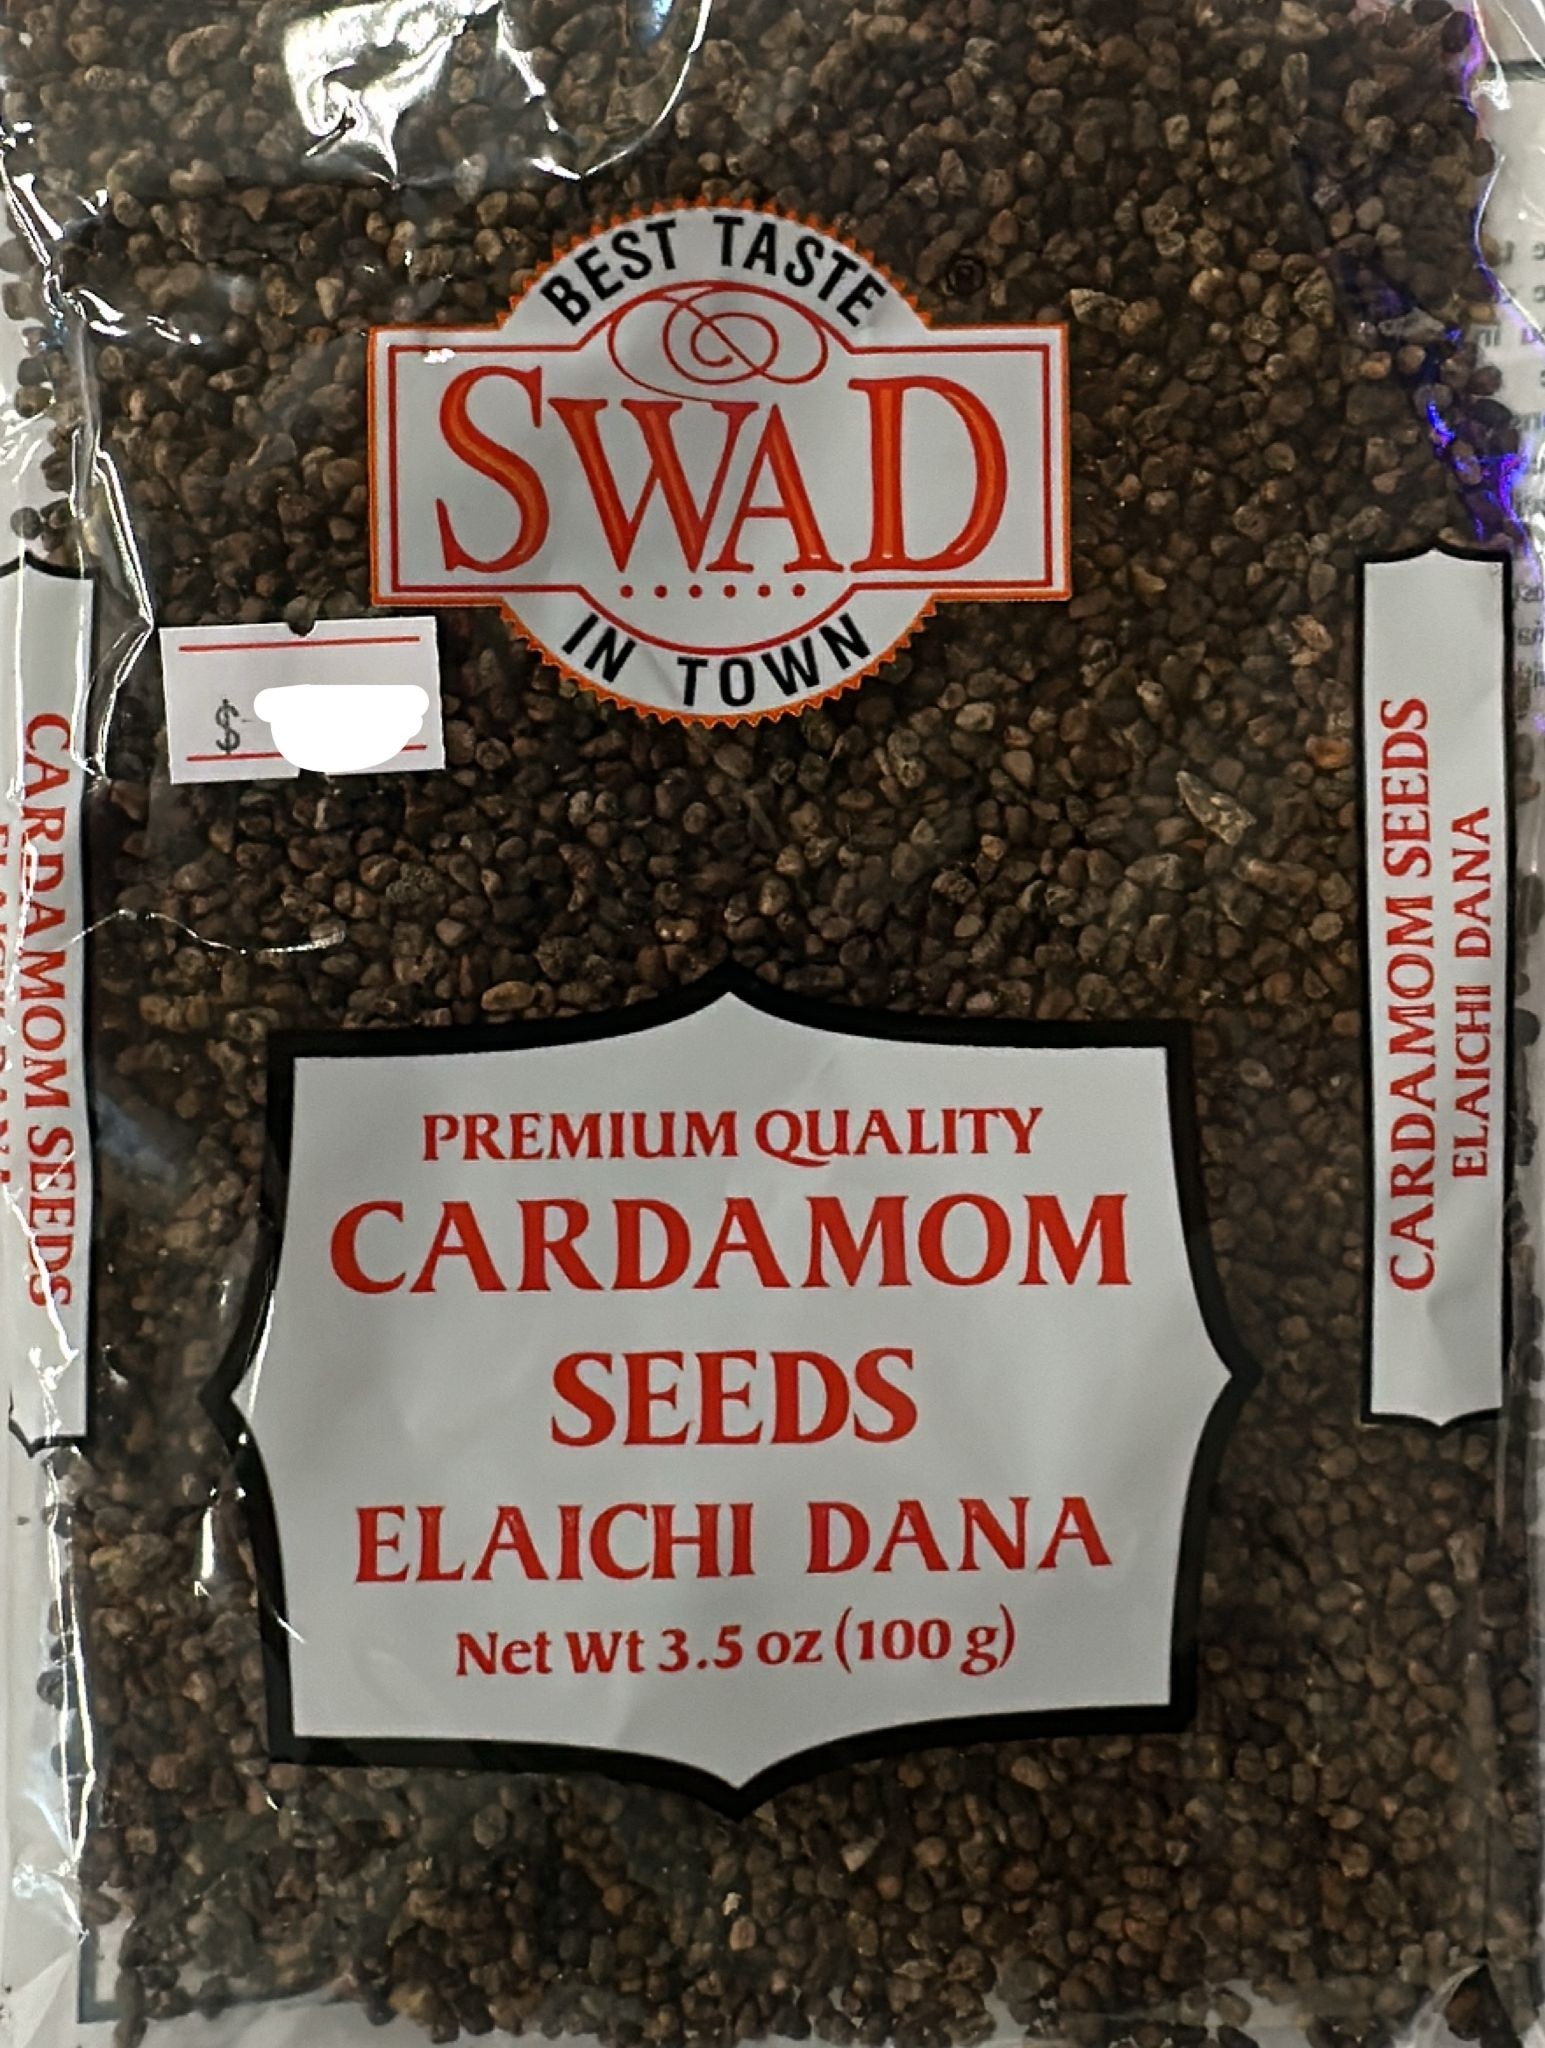 BEST TASTE
SWAD
IN TOWN
$
PREMIUM QUALITY
CARDAMOM
SEEDS
ELAICHI DANA
Net Wt 3.5 oz (100 g)
CARDAMOM SEEDS
CARDAMOM SEEDS
ELAICHI DANA